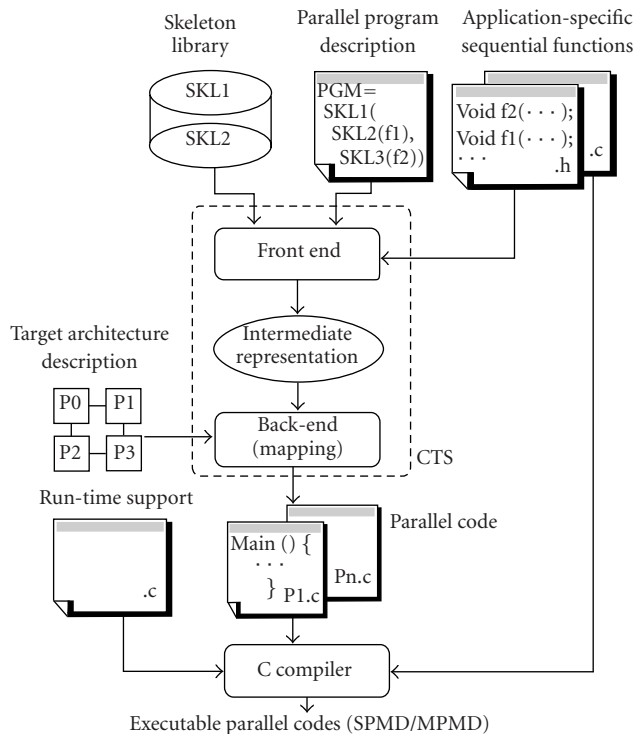 Skeleton
library
Parallel program
description
Application-specific
sequential functions
SKL1
SKL2
PGM=
SKL1(
SKL2(f1),
SKL3(f2))
Void f2(· · ·);
Void f1(· · ·);
· · ·
.h
.c
Front end
Intermediate
representation
Target architecture
description
P0
P1
P2
P3
Back-end
(mapping)
CTS
Run-time support
.c
Main () {
· · ·
}
P1.c
Pn.c
Parallel code
C compiler
Executable parallel codes (SPMD/MPMD)